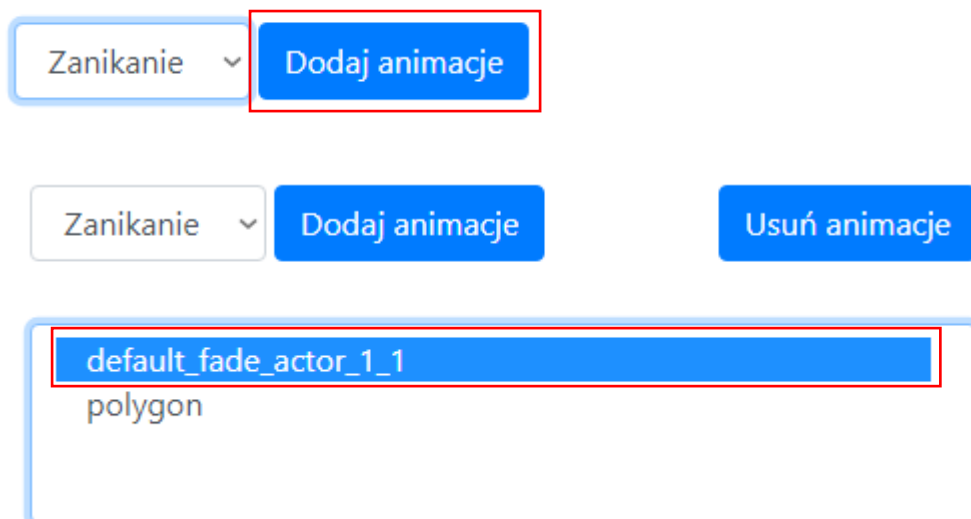 Zanikanie Dodaj animacje
Zanikanie Dodaj animacje Usuń animacje
default_fade_actor_1_1
polygon